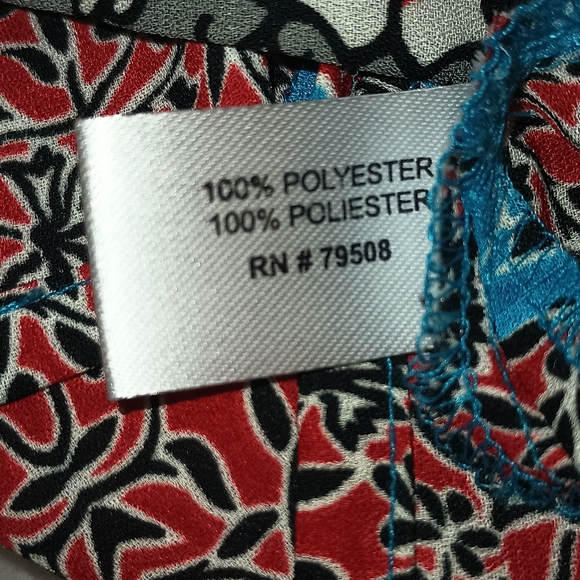 100% POLYESTER
100% POLIESTER
RN # 79508